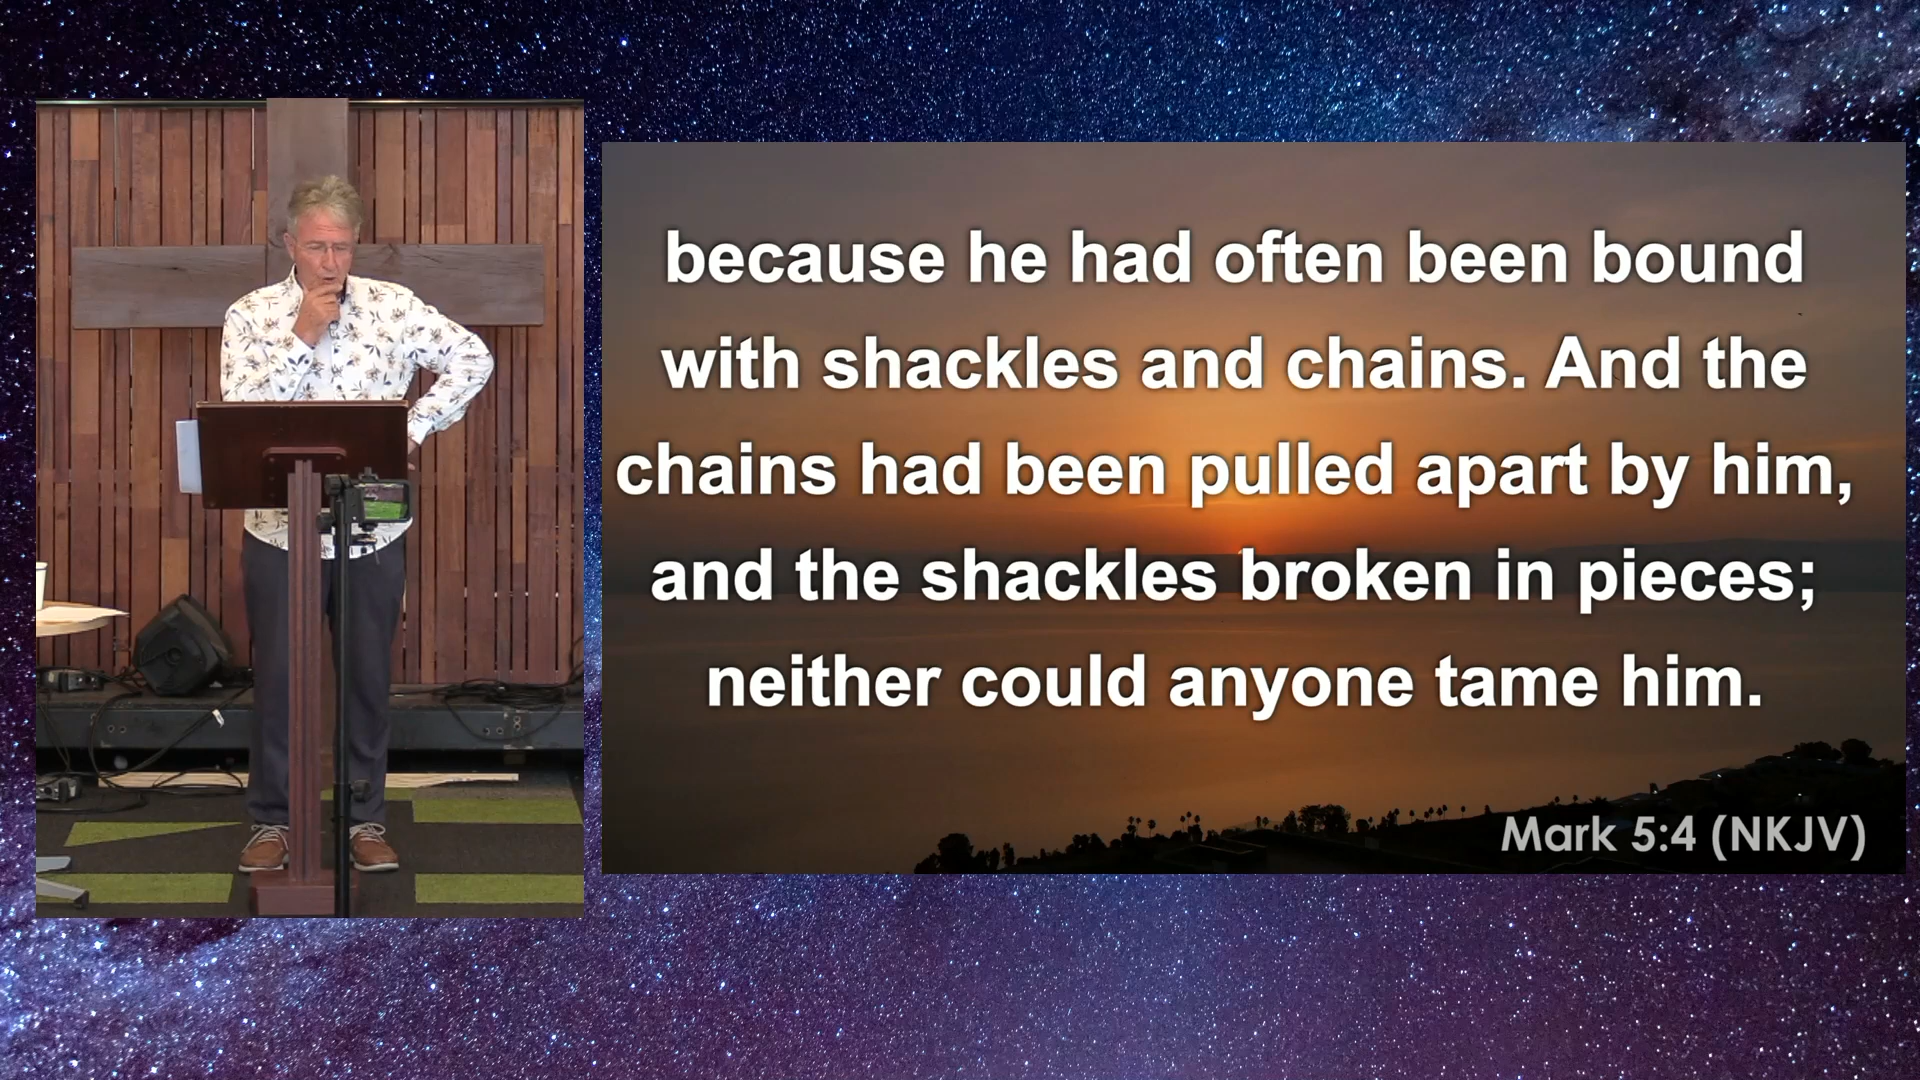 because he had often been bound
with shackles and chains. And the
chains had been pulled apart by him,
and the shackles broken in pieces;
neither could anyone tame him.
Mark 5:4 (NKJV)